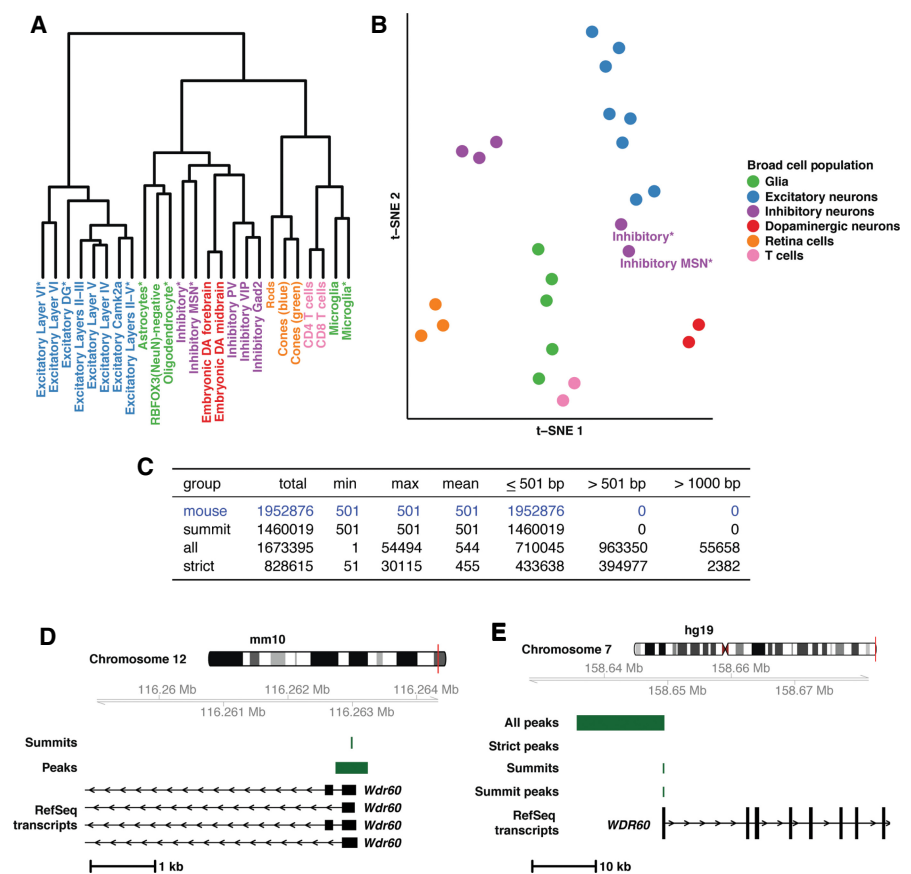 A
Excitatory Layer VI*
Excitatory Layer VI
Excitatory DG*
Excitatory Layers II–III
Excitatory Layer V
Excitatory Layer IV
Excitatory Camk2a
Excitatory Layers II–V*
Astrocytes*
RBFOX3(NeuN)-negative
Oligodendrocyte*
Inhibitory*
Inhibitory MSN*
Embryonic DA forebrain
Embryonic DA midbrain
Inhibitory PV
Inhibitory VIP
Inhibitory Gad2
Rods
Cones (blue)
Cones (green)
CD4 T cells
CD8 T cells
Microglia
Microglia*
B
t–SNE 2
Inhibitory*
Inhibitory MSN*
t–SNE 1
Broad cell population
Glia
Excitatory neurons
Inhibitory neurons
Dopaminergic neurons
Retina cells
T cells
C
group total min max mean ≤ 501 bp > 501 bp > 1000 bp
mouse 1952876 501 501 501 1952876 0 0
summit 1460019 501 501 501 1460019 0 0
all 1673395 1 54494 544 710045 963350 55658
strict 828615 51 30115 455 433638 394977 2382
D
mm10
Chromosome 12
116.26 Mb 116.262 Mb 116.264 Mb
116.261 Mb 116.263 Mb
Summits
Peaks
RefSeq transcripts
Wdr60
Wdr60
Wdr60
Wdr60
1 kb
E
hg19
Chromosome 7
158.64 Mb 158.66 Mb
158.65 Mb 158.67 Mb
All peaks
Strict peaks
Summits
Summit peaks
RefSeq transcripts
WDR60
10 kb